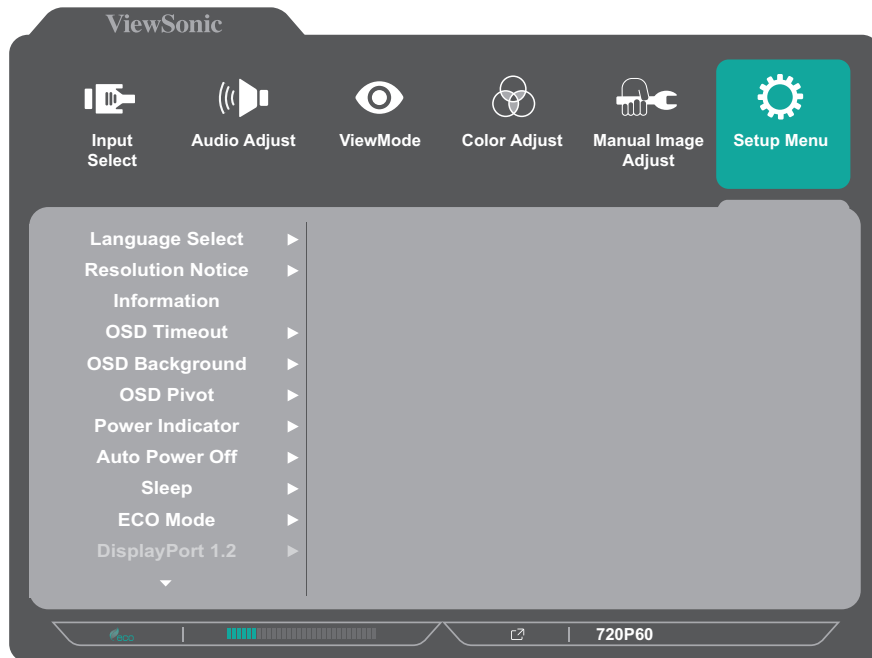 ViewSonic
Input
Select
Audio Adjust
ViewMode
Color Adjust
Manual Image
Adjust
Setup Menu
Language Select
Resolution Notice
Information
OSD Timeout
OSD Background
OSD Pivot
Power Indicator
Auto Power Off
Sleep
ECO Mode
DisplayPort 1.2
eco
720P60